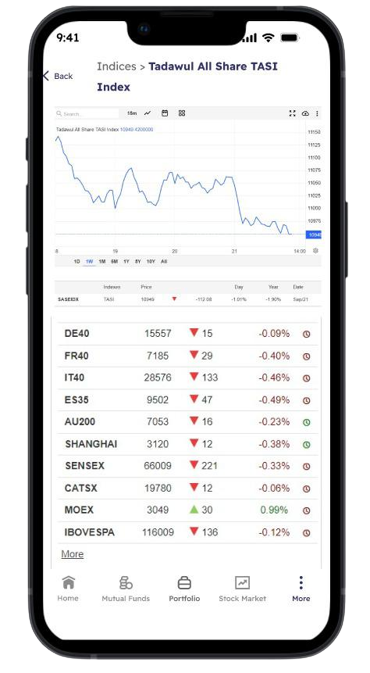 9:41
Back
Indices > Tadawul All Share TASI
Index
Search
15m
Tadawul All Share TASI Index 10948.4200000
11150
11125
11100
11075
11050
11025
11000
10975
10948
19
20
21
14:00
1D 1W 1M 6M 1Y 5Y 10Y All
Indexes Price Day Year Date
SASEIDX TASI 10948 -112.08 -1.01% -1.90% Sep/21
DE40 15557 15 -0.09%
FR40 7185 29 -0.40%
IT40 28576 133 -0.46%
ES35 9502 47 -0.49%
AU200 7053 16 -0.23%
SHANGHAI 3120 12 -0.38%
SENSEX 66009 221 -0.33%
CATSX 19780 12 -0.06%
MOEX 3049 30 0.99%
IBOVESPA 116009 136 -0.12%
More
Home Mutual Funds Portfolio Stock Market More